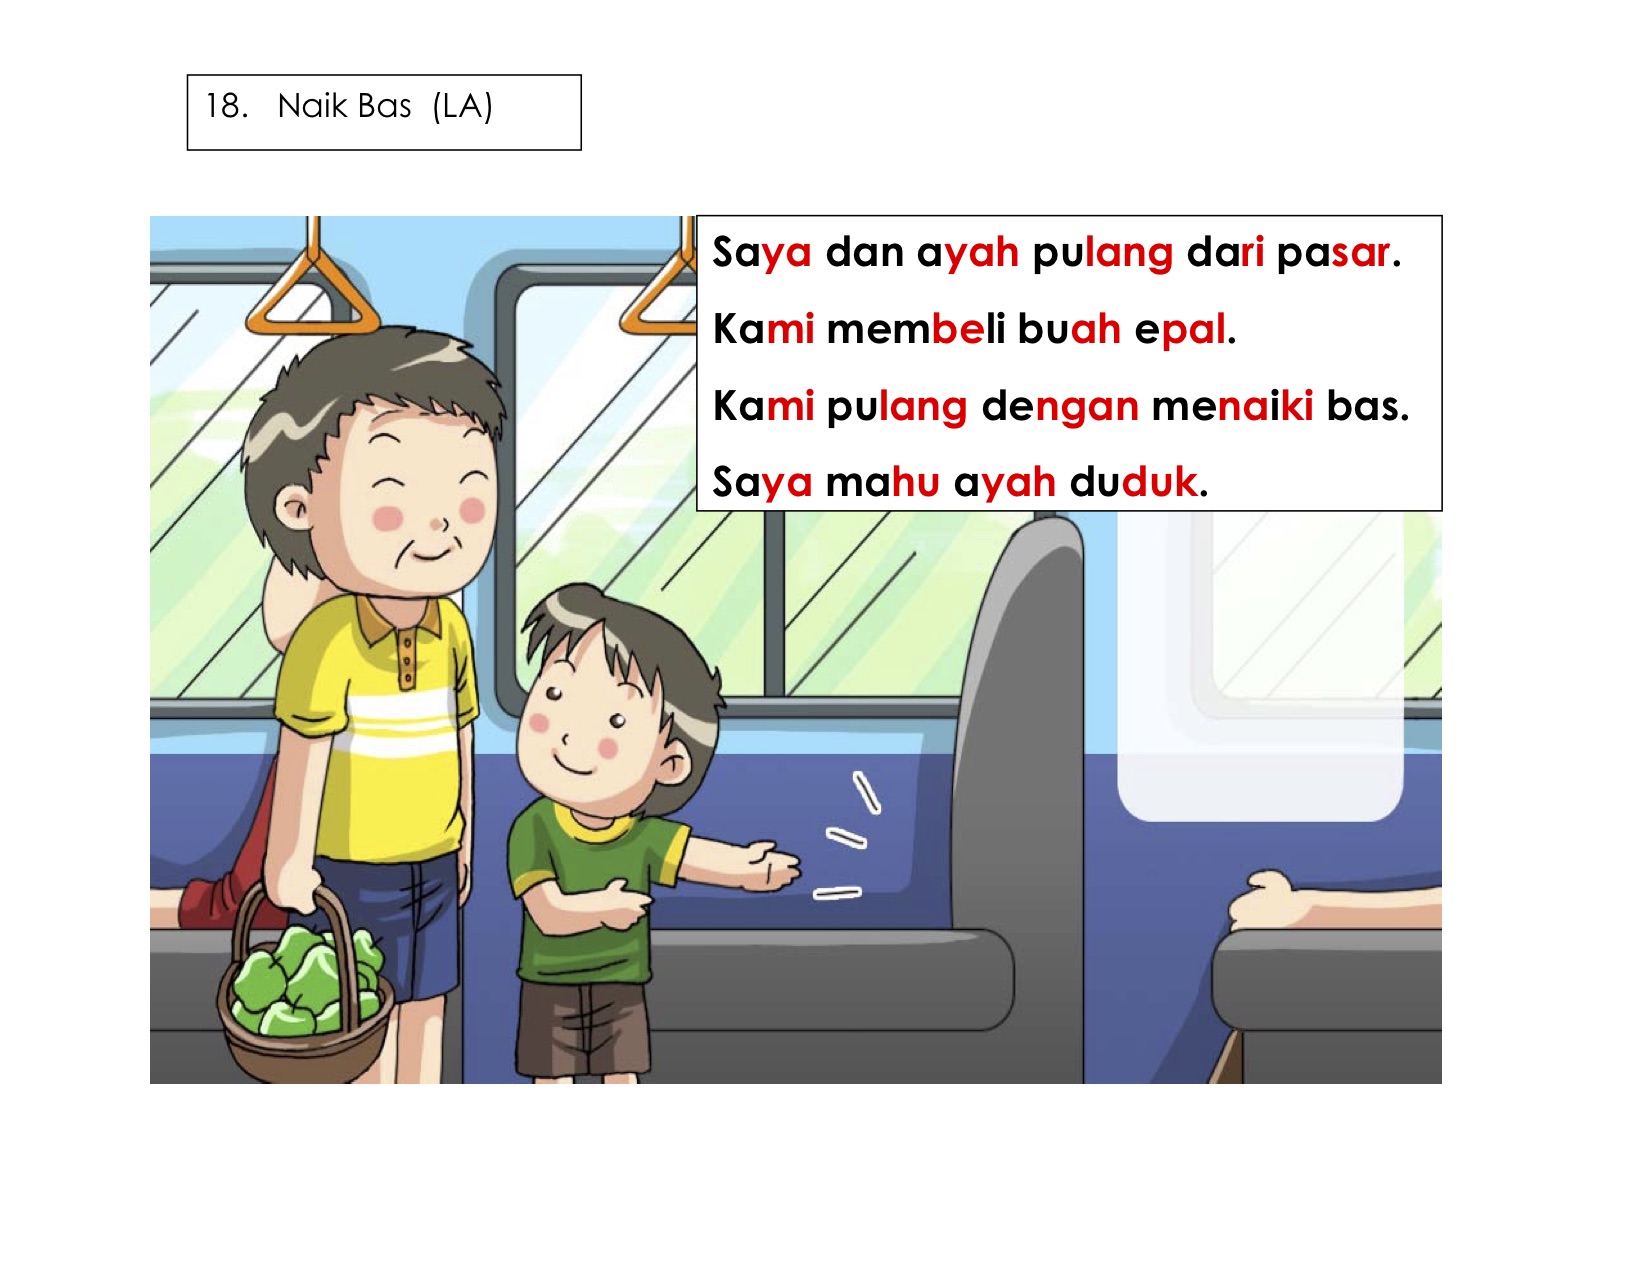 18. Naik Bas (LA)
Saya dan ayah pulang dari pasar.
Kami membeli buah epal.
Kami pulang dengan menaiki bas.
Saya mahu ayah duduk.